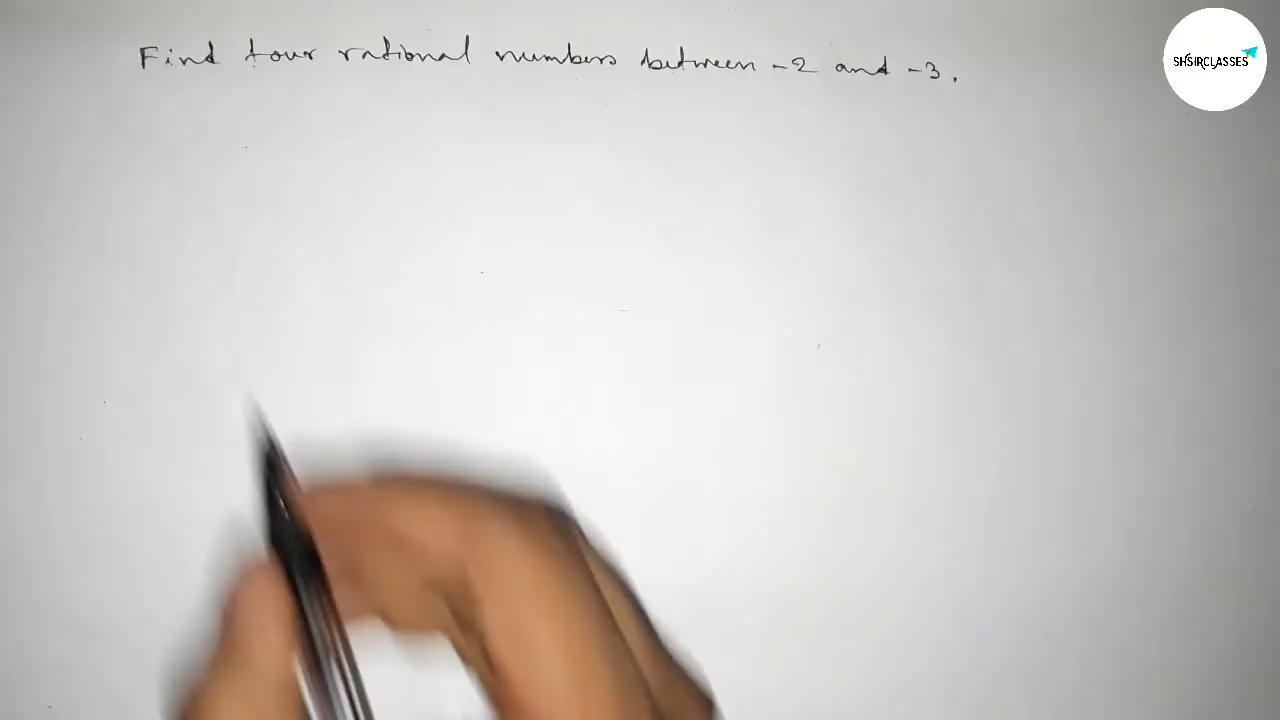 Find four rational numbers between -2 and -3.
SHSIRCLASSES